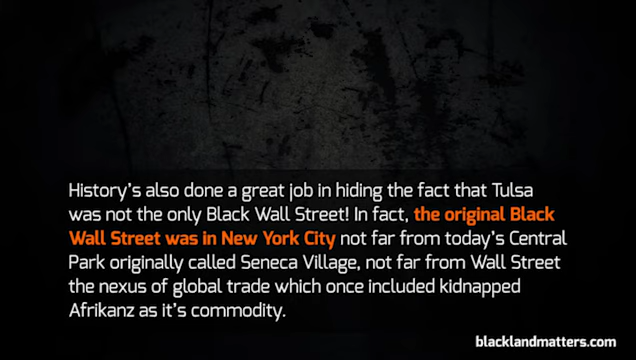 History's also done a great job in hiding the fact that Tulsa
was not the only Black Wall Street! In fact, the original Black
Wall Street was in New York City not far from today's Central
Park originally called Seneca Village, not far from Wall Street
the nexus of global trade which once included kidnapped
Afrikanz as it's commodity.
blacklandmatters.com